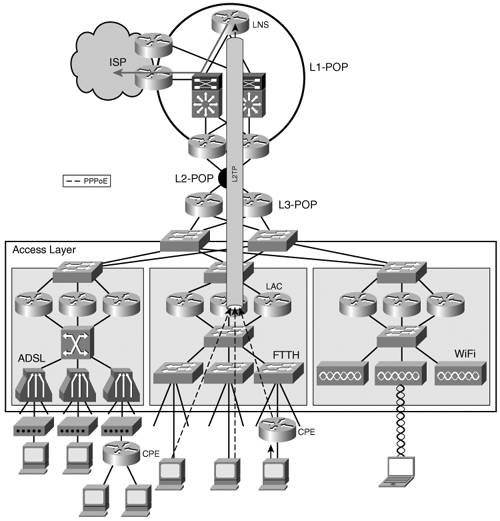 LNS
ISP
L1-POP
L2TP
L2-POP
PPPoE
L3-POP
Access Layer
LAC
ADSL
FTTH
WiFi
CPE
CPE